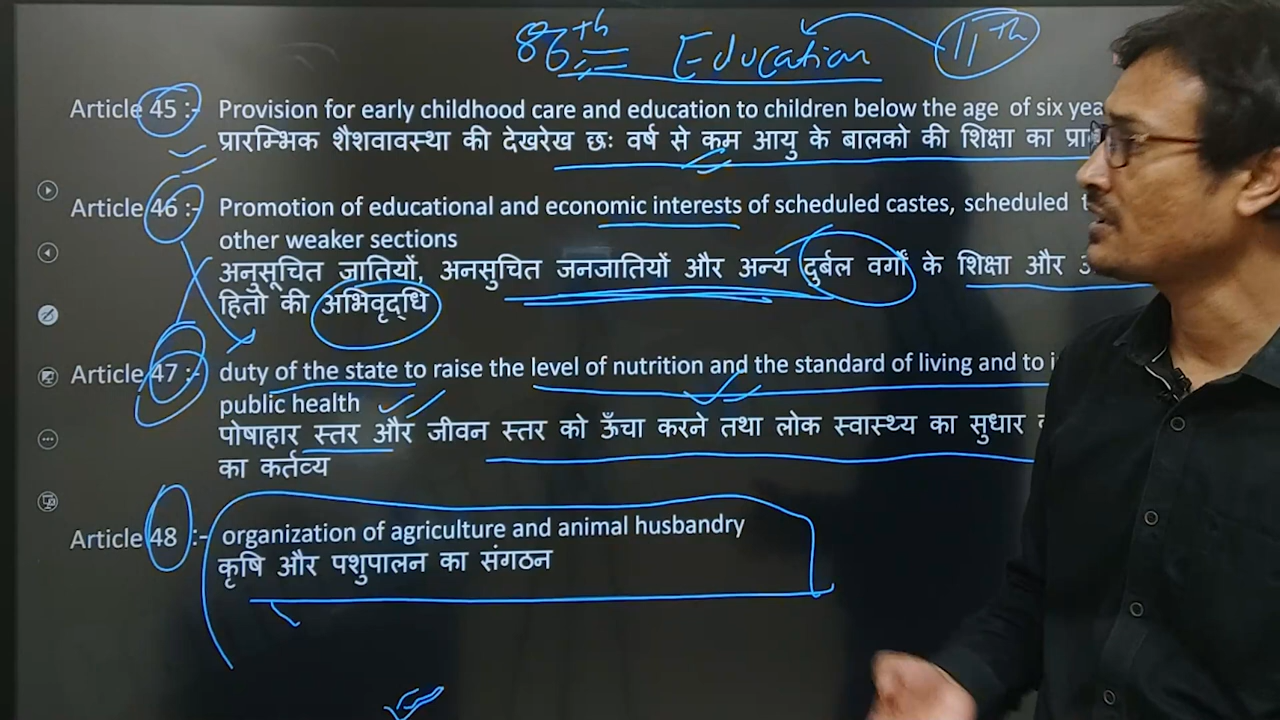 86th Education 11th
Article 45 :- Provision for early childhood care and education to children below the age of six yea
प्रारम्भिक शैशवावस्था की देखरेख छः वर्ष से कम आयु के बालको की शिक्षा का प्रा
Article 46 :- Promotion of educational and economic interests of scheduled castes, scheduled t
other weaker sections
अनुसूचित जातियों, अनसुचित जनजातियों और अन्य दुर्बल वर्गों के शिक्षा और
हितो की अभिवृद्धि
Article 47 :- duty of the state to raise the level of nutrition and the standard of living and to i
public health
पोषाहार स्तर और जीवन स्तर को ऊँचा करने तथा लोक स्वास्थ्य का सुधार
का कर्तव्य
Article 48 :- organization of agriculture and animal husbandry
कृषि और पशुपालन का संगठन